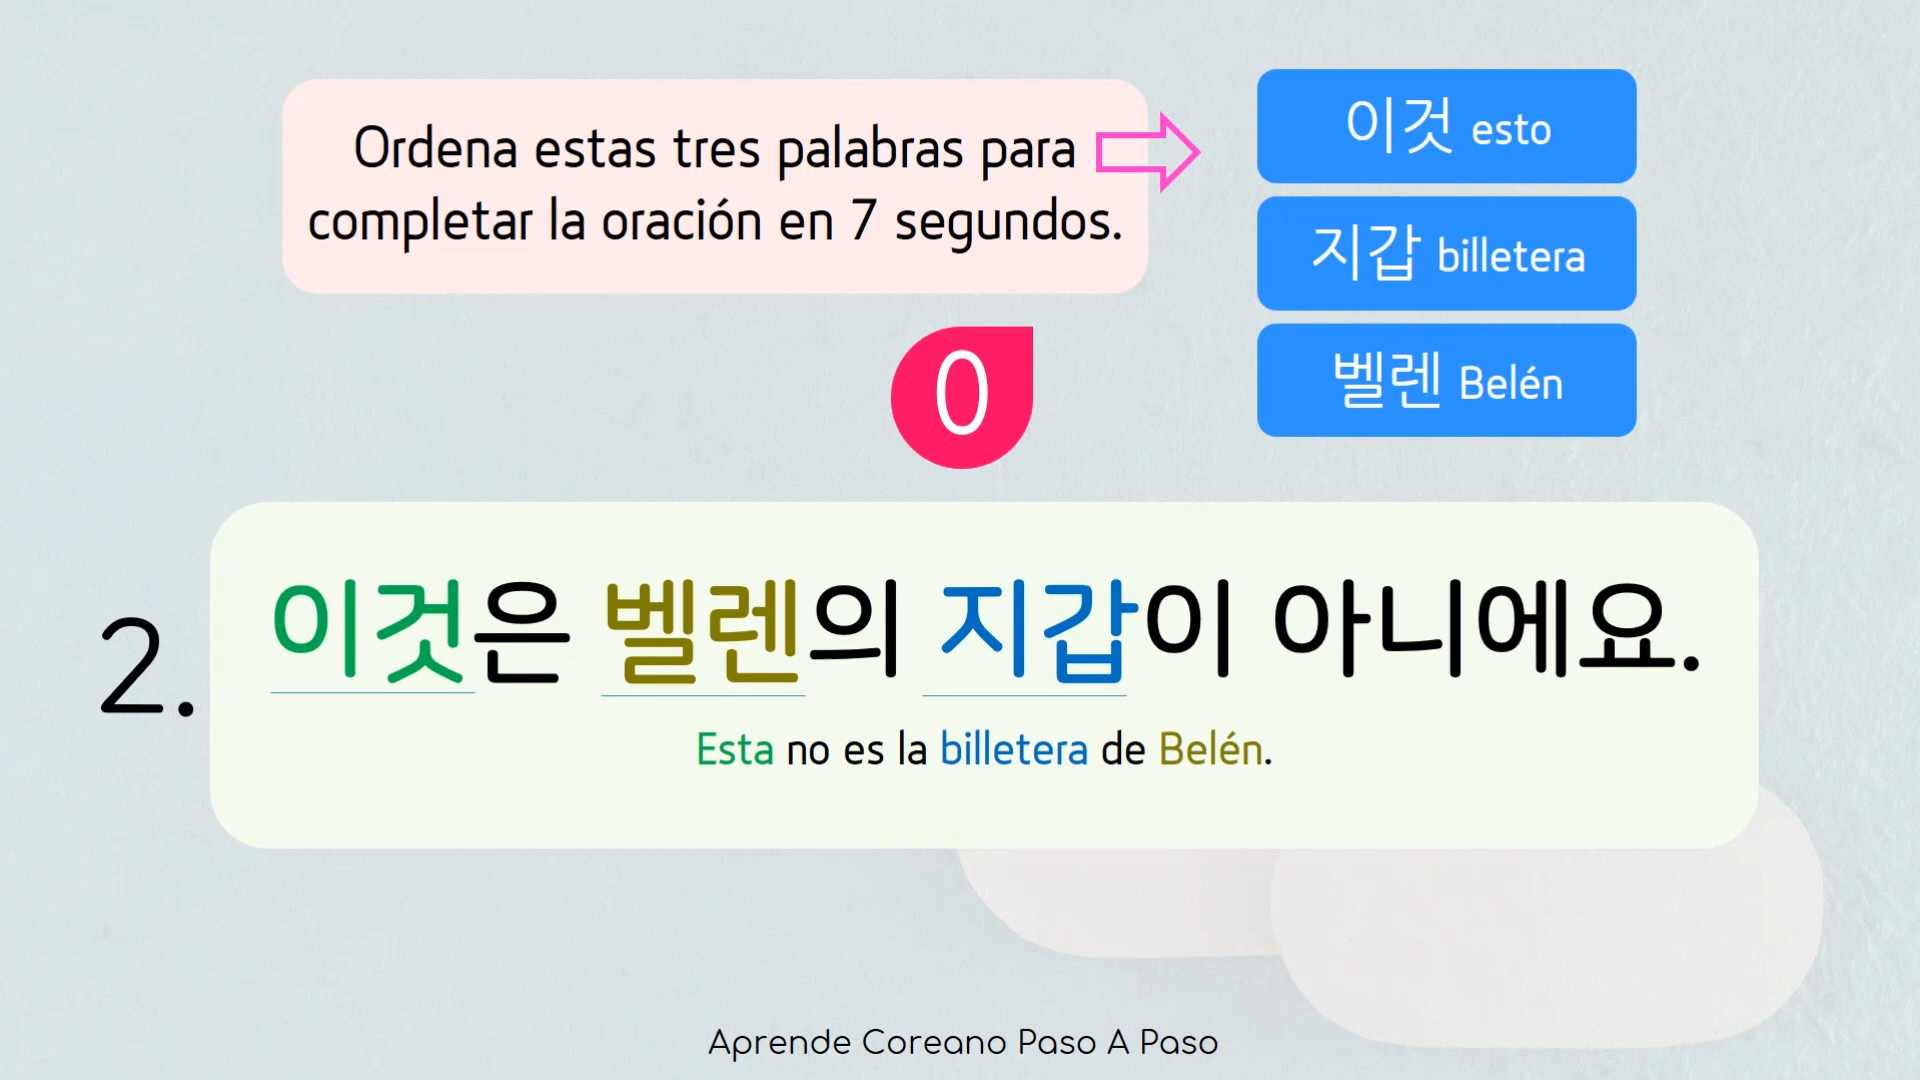 Ordena estas tres palabras para
completar la oración en 7 segundos.
이것 esto
지갑 billetera
벨렌 Belén
0
2.
이것은 벨렌의 지갑이 아니에요.
Esta no es la billetera de Belén.
Aprende Coreano Paso A Paso